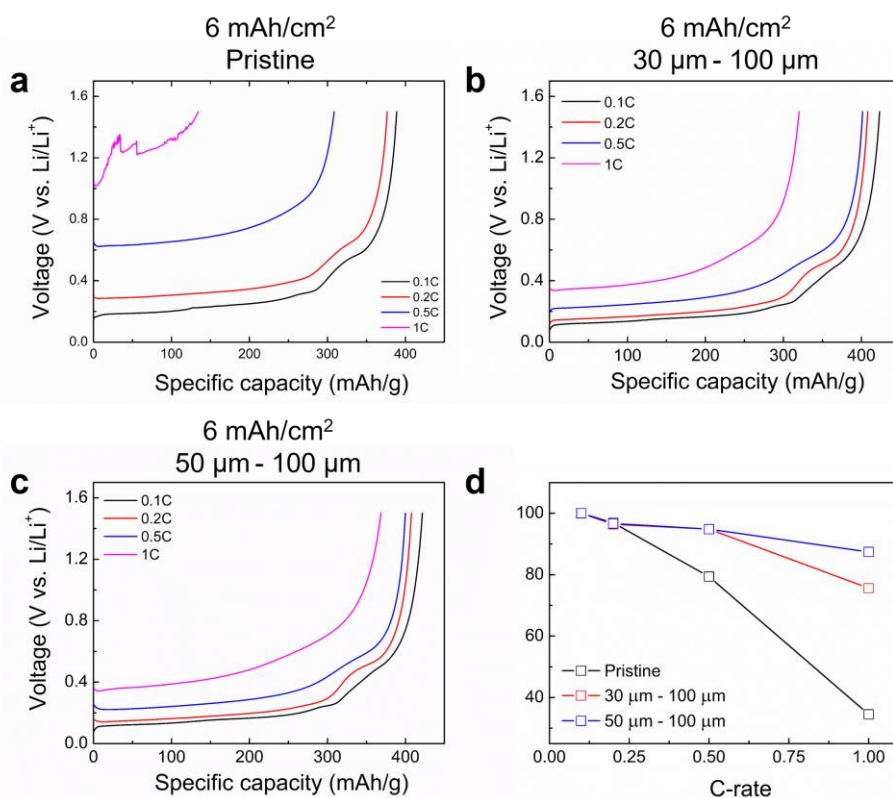 6 mAh/cm²
Pristine
a
1.6
1.2
0.8
0.4
0.0
Voltage (V vs. Li/Li⁺)
0.1C
0.2C
0.5C
1C
0 100 200 300 400
Specific capacity (mAh/g)
6 mAh/cm²
30 μm - 100 μm
b
1.6
1.2
0.8
0.4
0.0
Voltage (V vs. Li/Li⁺)
0.1C
0.2C
0.5C
1C
0 100 200 300 400
Specific capacity (mAh/g)
6 mAh/cm²
50 μm - 100 μm
c
1.6
1.2
0.8
0.4
0.0
Voltage (V vs. Li/Li⁺)
0.1C
0.2C
0.5C
1C
0 100 200 300 400
Specific capacity (mAh/g)
d
100
80
60
40
Pristine
30 μm - 100 μm
50 μm - 100 μm
0.00 0.25 0.50 0.75 1.00
C-rate